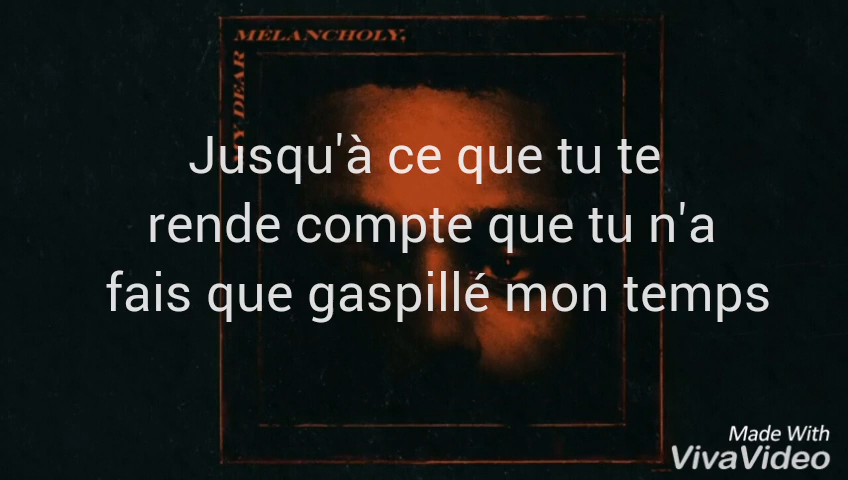 MELANCHOLY,
MY DEAR
Jusqu'à ce que tu te
rende compte que tu n'a
fais que gaspillé mon temps
Made With
VivaVideo